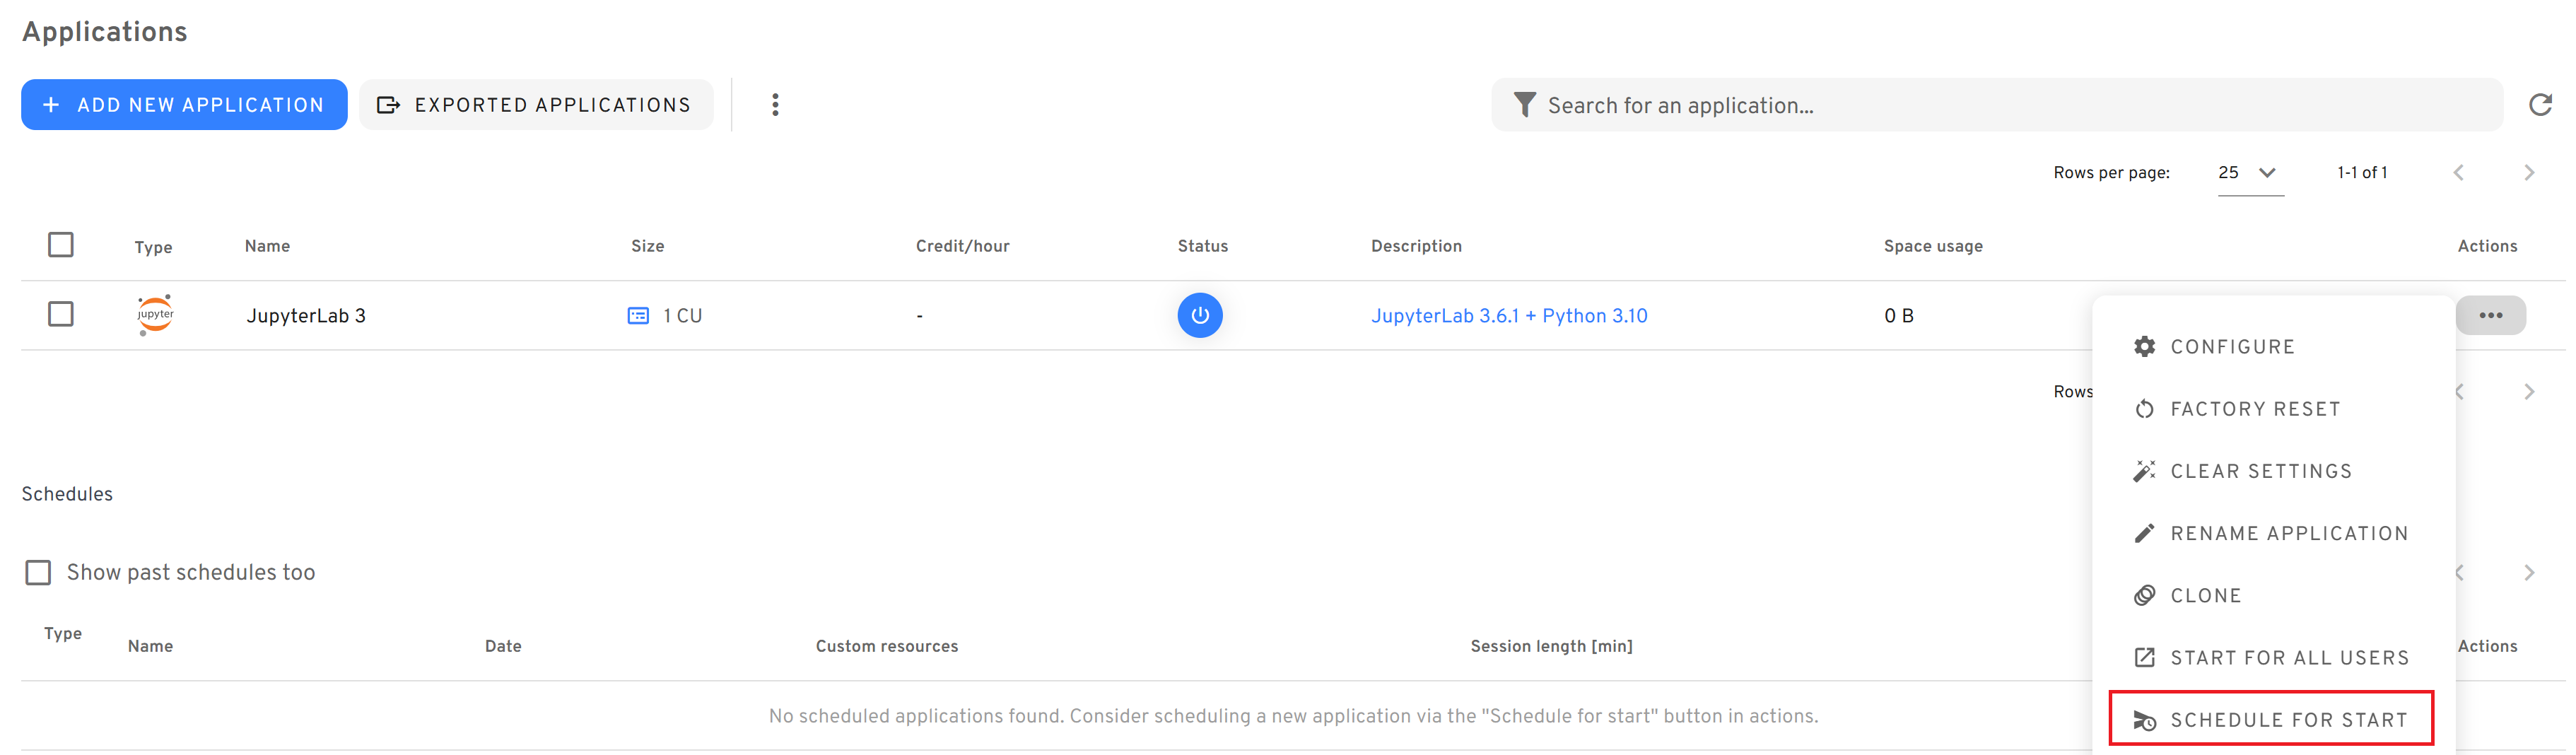 Applications
+ ADD NEW APPLICATION
EXPORTED APPLICATIONS
Search for an application...
Rows per page: 25 1-1 of 1
Type Name Size Credit/hour Status Description Space usage Actions
jupyter JupyterLab 3 1 CU - JupyterLab 3.6.1 + Python 3.10 0 B
CONFIGURE
Rows
FACTORY RESET
CLEAR SETTINGS
Schedules
RENAME APPLICATION
Show past schedules too
CLONE
Type Name Date Custom resources Session length [min] Actions
START FOR ALL USERS
No scheduled applications found. Consider scheduling a new application via the "Schedule for start" button in actions.
SCHEDULE FOR START